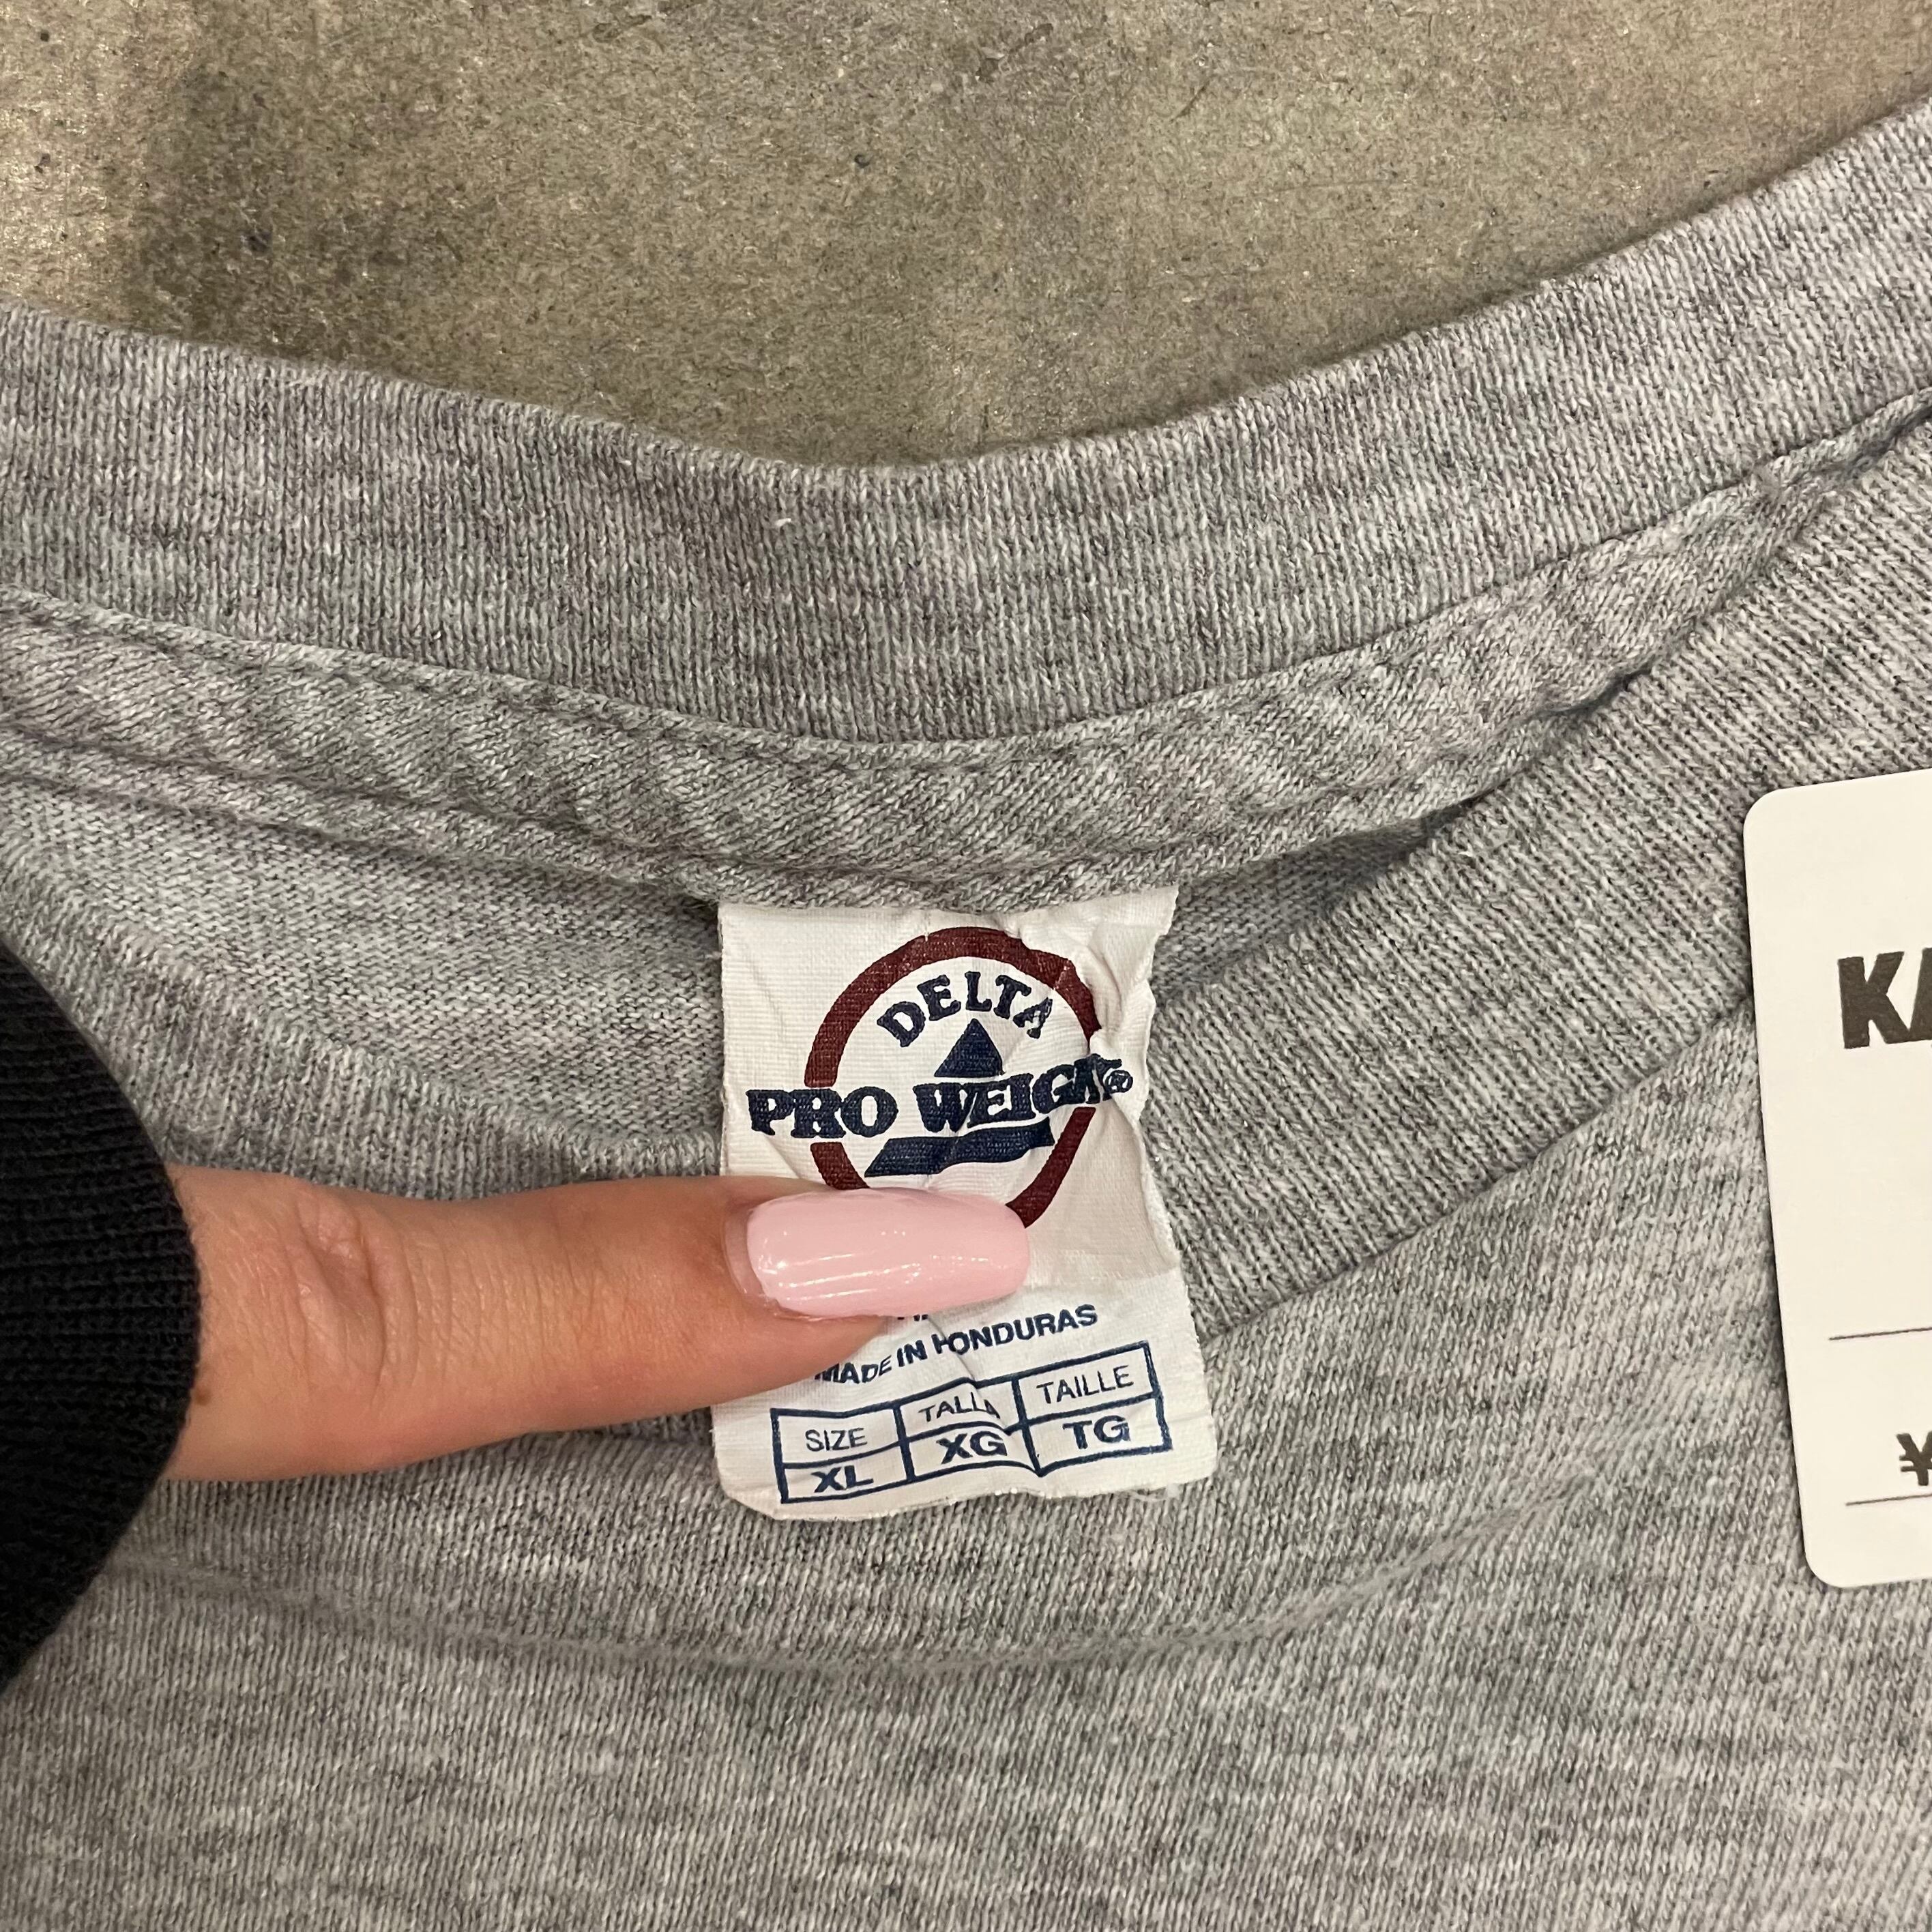 DELTA
PRO WEIGHT®
MADE IN HONDURAS
SIZE TALLA TAILLE
XL XG TG
KA
¥